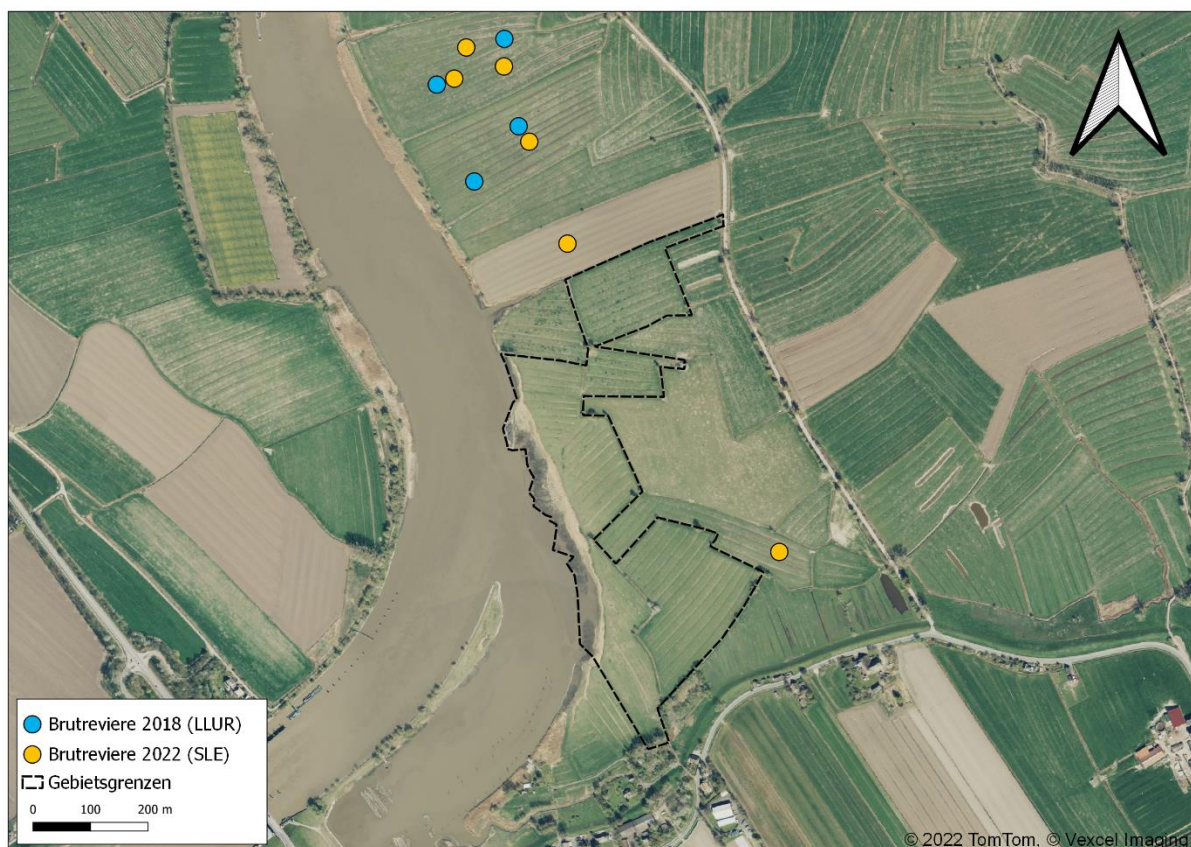 Brutreviere 2018 (LLUR)
Brutreviere 2022 (SLE)
Gebietsgrenzen
0 100 200 m
© 2022 TomTom, © Vexcel Imaging